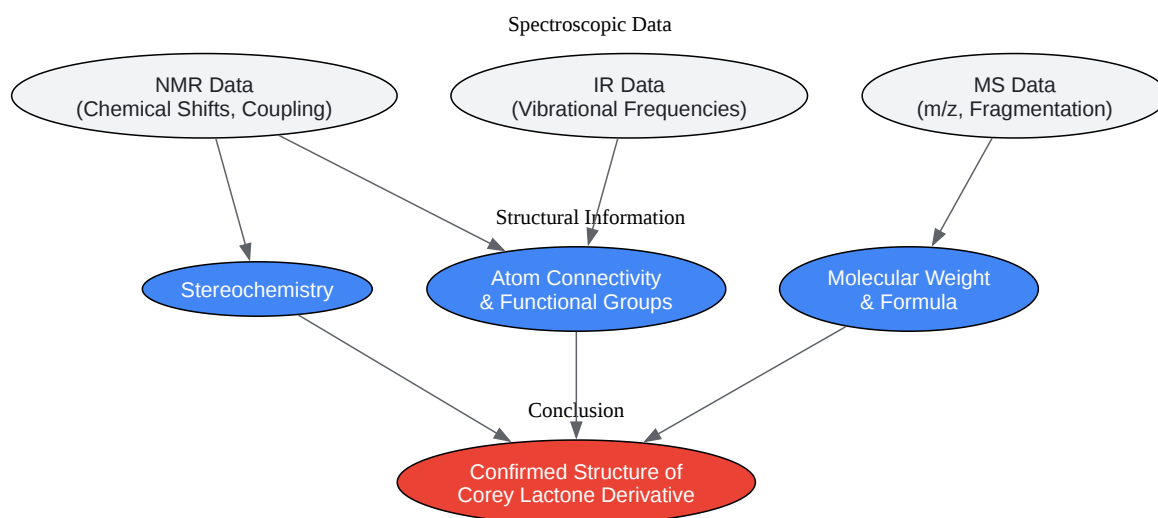 Spectroscopic Data
NMR Data
(Chemical Shifts, Coupling)
IR Data
(Vibrational Frequencies)
MS Data
(m/z, Fragmentation)
Structural Information
Stereochemistry
Atom Connectivity
& Functional Groups
Molecular Weight
& Formula
Conclusion
Confirmed Structure of
Corey Lactone Derivative